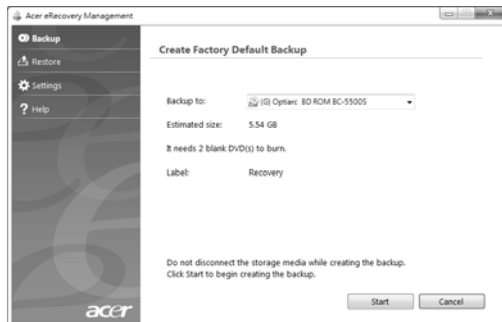 Acer eRecovery Management
Backup
Restore
Settings
Help
Create Factory Default Backup
Backup to: (G) Optiarc BD ROM BC-5500S
Estimated size: 5.54 GB
It needs 2 blank DVD(s) to burn.
Label: Recovery
Do not disconnect the storage media while creating the backup.
Click Start to begin creating the backup.
Start Cancel
acer